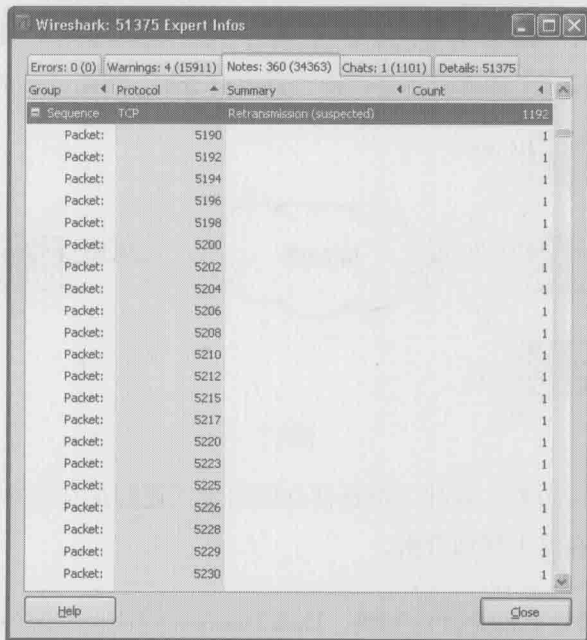 Wireshark: 51375 Expert Infos
Errors: 0 (0) Warnings: 4 (15911) Notes: 360 (34363) Chats: 1 (1101) Details: 51375
Group Protocol Summary Count
Sequence TCP Retransmission (suspected) 1192
Packet: 5190 1
Packet: 5192 1
Packet: 5194 1
Packet: 5196 1
Packet: 5198 1
Packet: 5200 1
Packet: 5202 1
Packet: 5204 1
Packet: 5206 1
Packet: 5208 1
Packet: 5210 1
Packet: 5212 1
Packet: 5215 1
Packet: 5217 1
Packet: 5220 1
Packet: 5223 1
Packet: 5225 1
Packet: 5226 1
Packet: 5228 1
Packet: 5229 1
Packet: 5230 1
Help Close